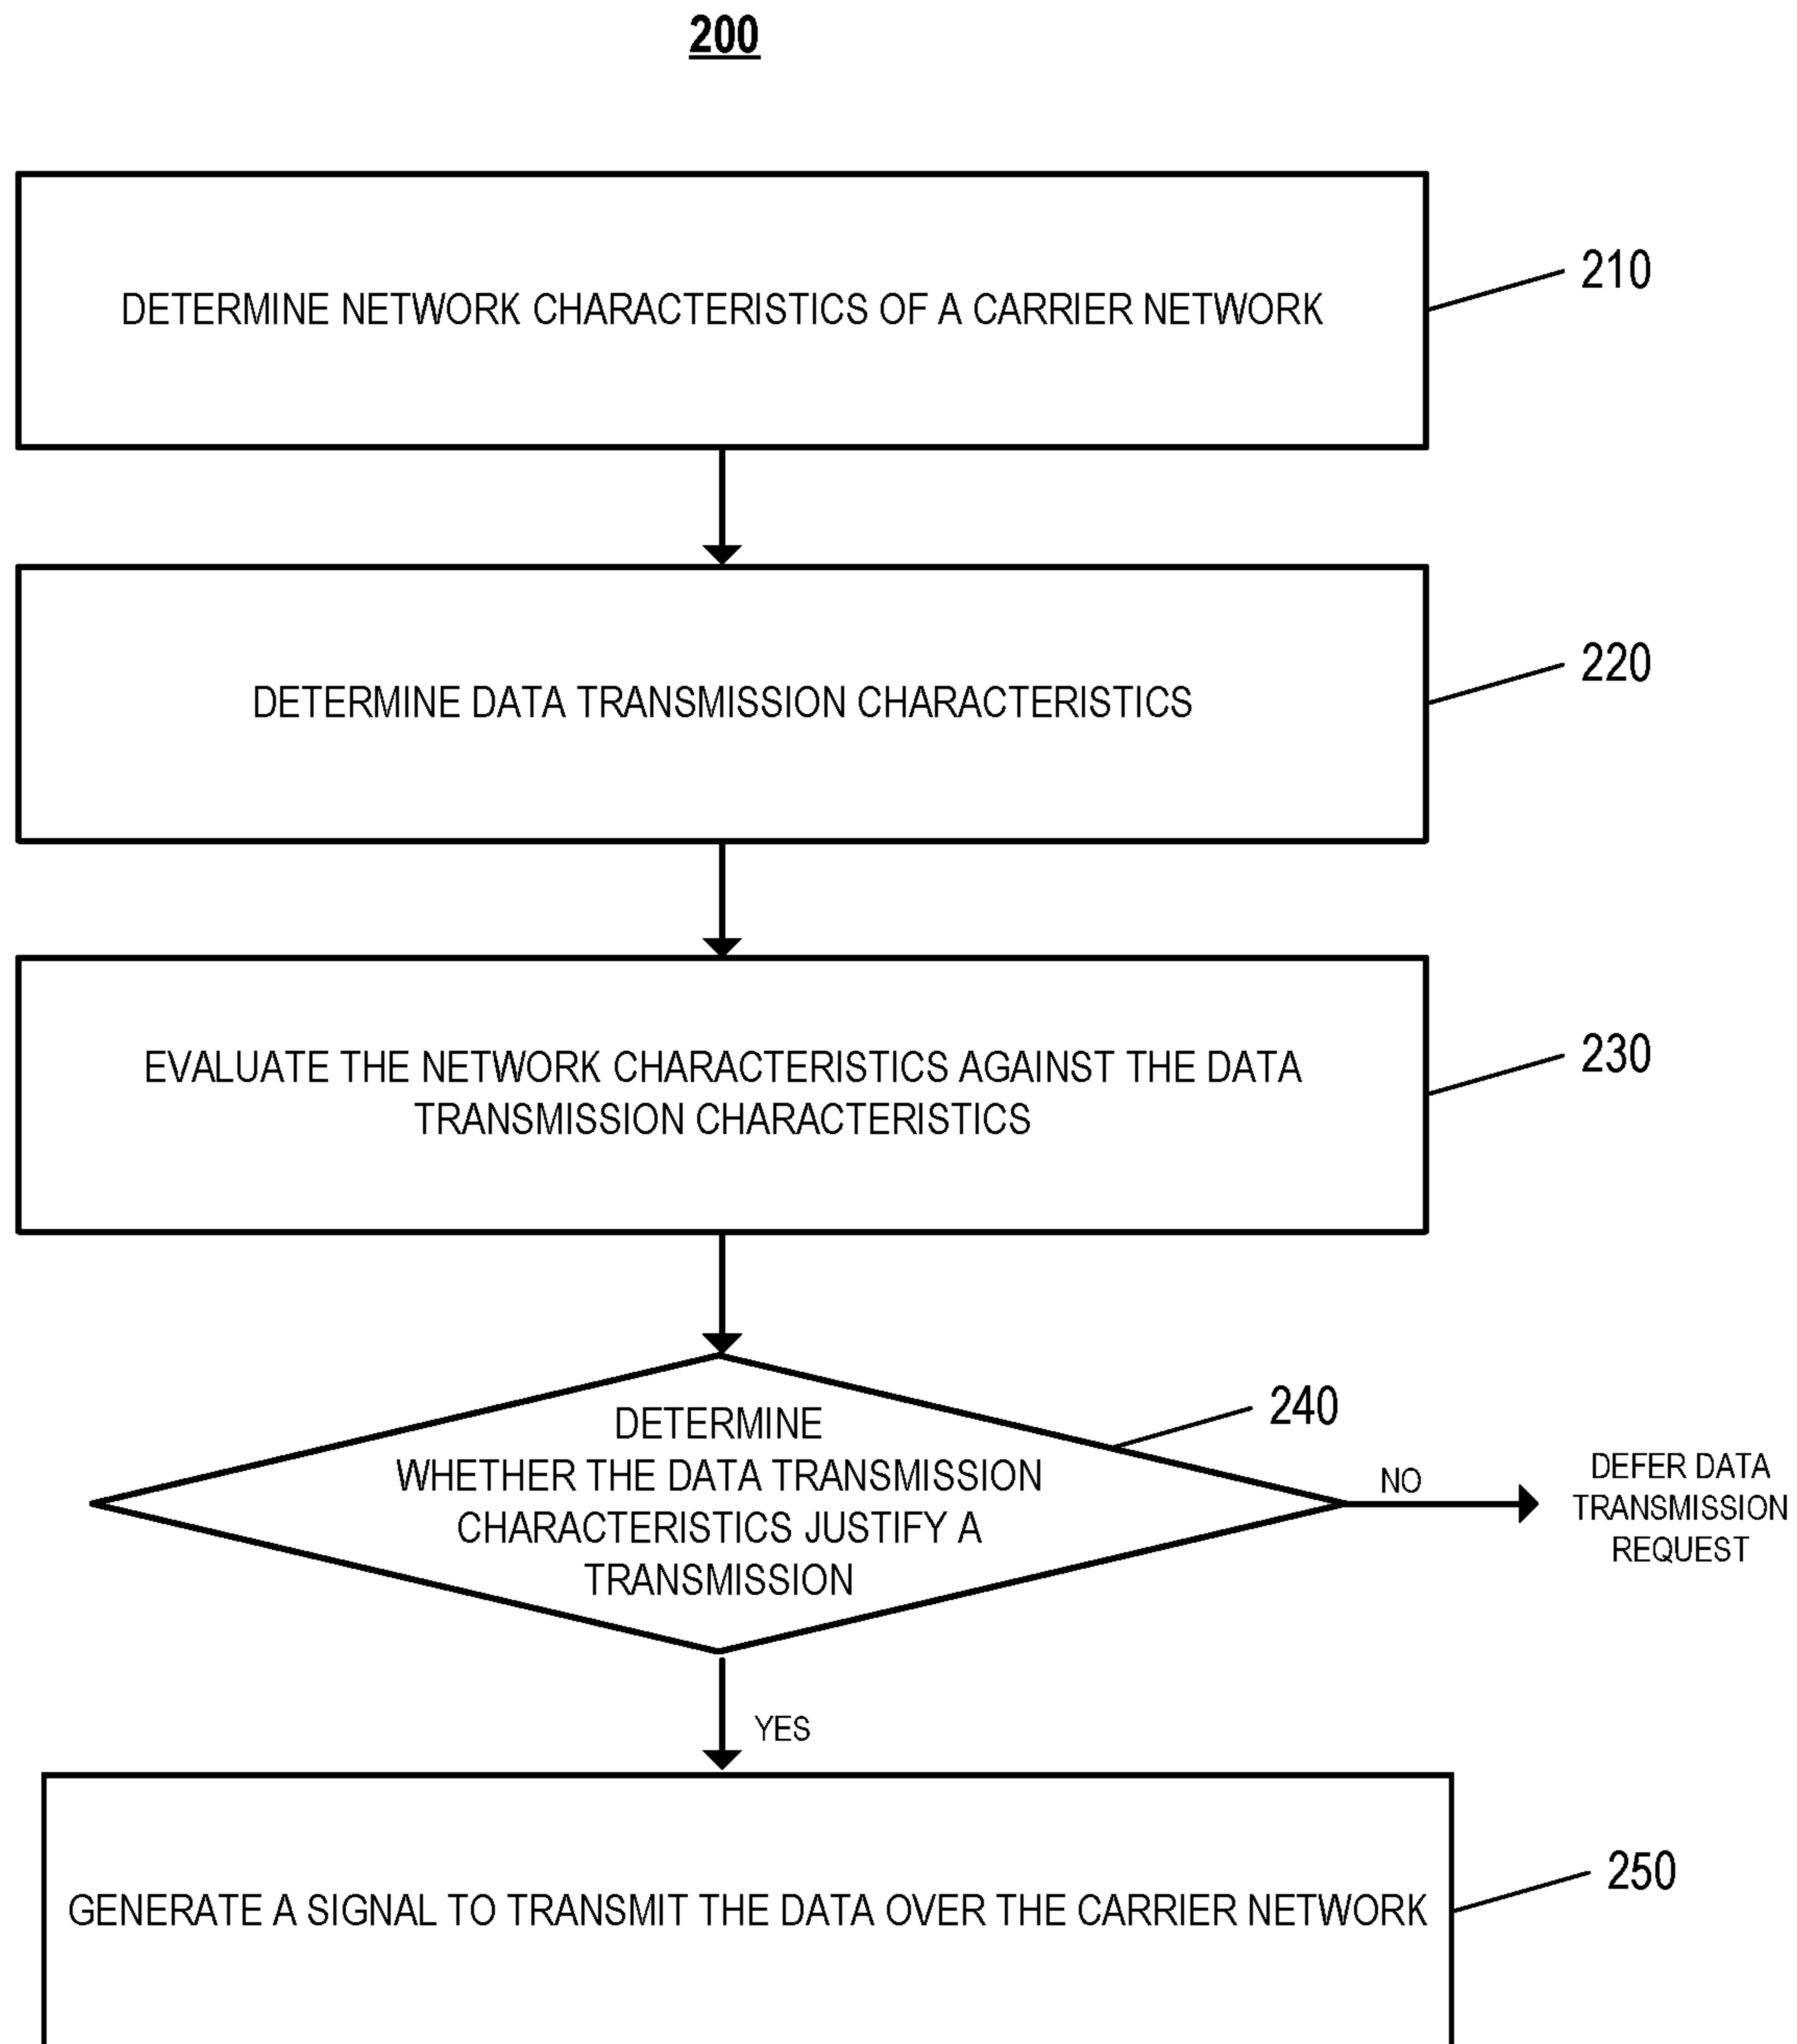 200
DETERMINE NETWORK CHARACTERISTICS OF A CARRIER NETWORK
210
DETERMINE DATA TRANSMISSION CHARACTERISTICS
220
EVALUATE THE NETWORK CHARACTERISTICS AGAINST THE DATA
TRANSMISSION CHARACTERISTICS
230
DETERMINE
WHETHER THE DATA TRANSMISSION
CHARACTERISTICS JUSTIFY A
TRANSMISSION
240
NO
DEFER DATA
TRANSMISSION
REQUEST
YES
GENERATE A SIGNAL TO TRANSMIT THE DATA OVER THE CARRIER NETWORK
250